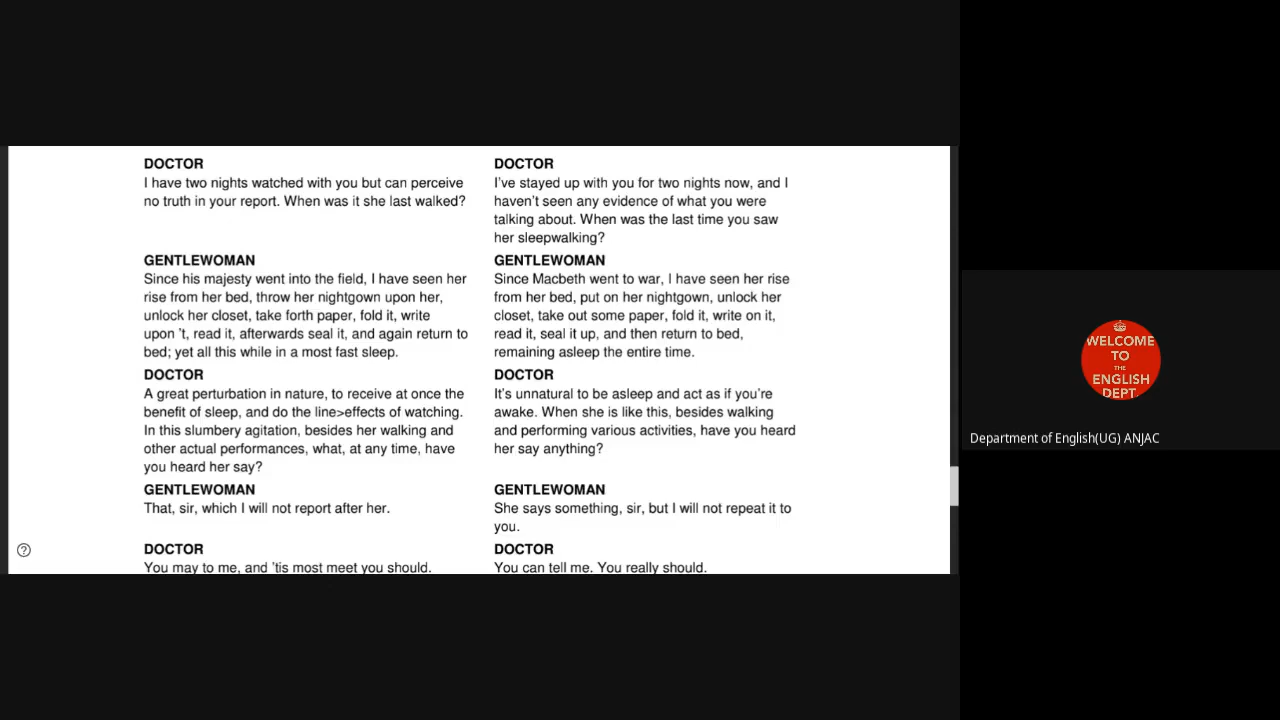 DOCTOR
I have two nights watched with you but can perceive
no truth in your report. When was it she last walked?
GENTLEWOMAN
Since his majesty went into the field, I have seen her
rise from her bed, throw her nightgown upon her,
unlock her closet, take forth paper, fold it, write
upon ’t, read it, afterwards seal it, and again return to
bed; yet all this while in a most fast sleep.
DOCTOR
A great perturbation in nature, to receive at once the
benefit of sleep, and do the line>effects of watching.
In this slumbery agitation, besides her walking and
other actual performances, what, at any time, have
you heard her say?
GENTLEWOMAN
That, sir, which I will not report after her.
DOCTOR
You may to me, and ’tis most meet you should.
DOCTOR
I’ve stayed up with you for two nights now, and I
haven’t seen any evidence of what you were
talking about. When was the last time you saw
her sleepwalking?
GENTLEWOMAN
Since Macbeth went to war, I have seen her rise
from her bed, put on her nightgown, unlock her
closet, take out some paper, fold it, write on it,
read it, seal it up, and then return to bed,
remaining asleep the entire time.
DOCTOR
It’s unnatural to be asleep and act as if you’re
awake. When she is like this, besides walking
and performing various activities, have you heard
her say anything?
GENTLEWOMAN
She says something, sir, but I will not repeat it to
you.
DOCTOR
You can tell me. You really should.
?
WELCOME
TO
THE
ENGLISH
DEPT.
Department of English(UG) ANJAC